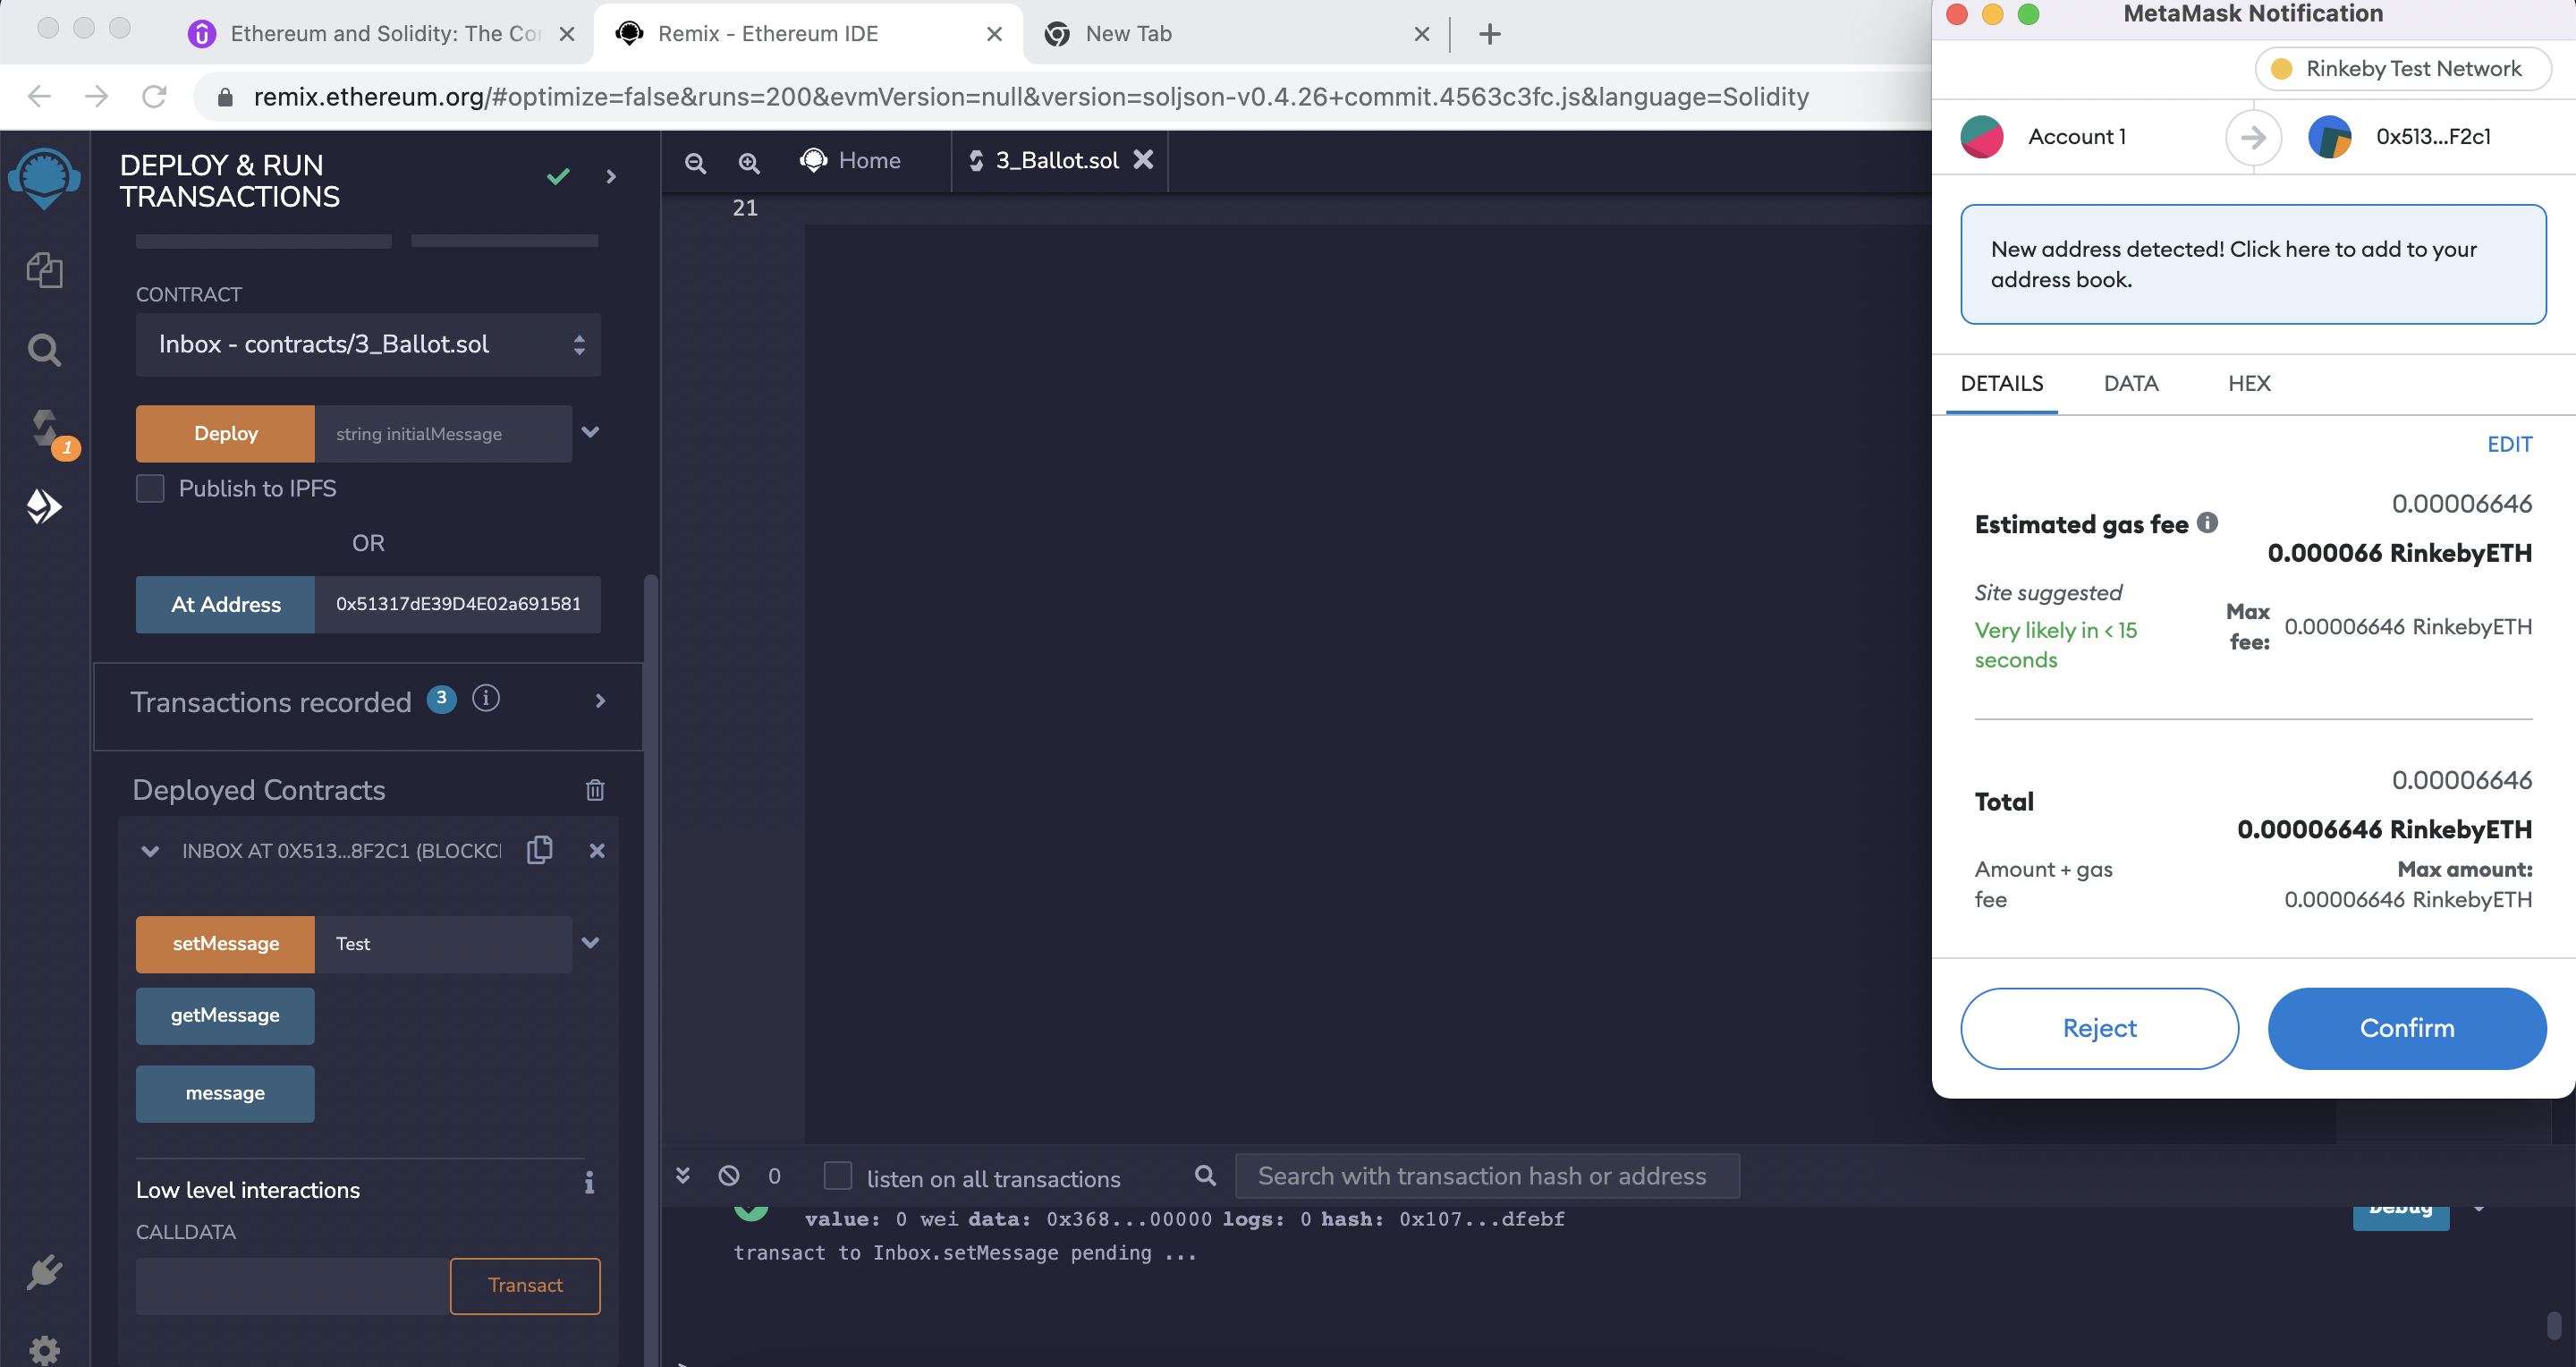 Ethereum and Solidity: The Co
Remix - Ethereum IDE
New Tab
remix.ethereum.org/#optimize=false&runs=200&evmVersion=null&version=soljson-v0.4.26+commit.4563c3fc.js&language=Solidity
DEPLOY & RUN
TRANSACTIONS
CONTRACT
Inbox - contracts/3_Ballot.sol
Deploy
string initialMessage
1
Publish to IPFS
OR
At Address
0x51317dE39D4E02a691581
Transactions recorded 3
Deployed Contracts
INBOX AT 0X513...8F2C1 (BLOCKC
setMessage
Test
getMessage
message
Low level interactions
CALLDATA
Transact
Home
3_Ballot.sol
21
0
listen on all transactions
Search with transaction hash or address
value: 0 wei data: 0x368...00000 logs: 0 hash: 0x107...dfebf
Debug
transact to Inbox.setMessage pending ...
MetaMask Notification
Rinkeby Test Network
Account 1
0x513...F2c1
New address detected! Click here to add to your
address book.
DETAILS
DATA
HEX
EDIT
0.00006646
Estimated gas fee
0.000066 RinkebyETH
Site suggested
Very likely in < 15
seconds
Max
fee:
0.00006646 RinkebyETH
0.00006646
Total
0.00006646 RinkebyETH
Amount + gas
fee
Max amount:
0.00006646 RinkebyETH
Reject
Confirm